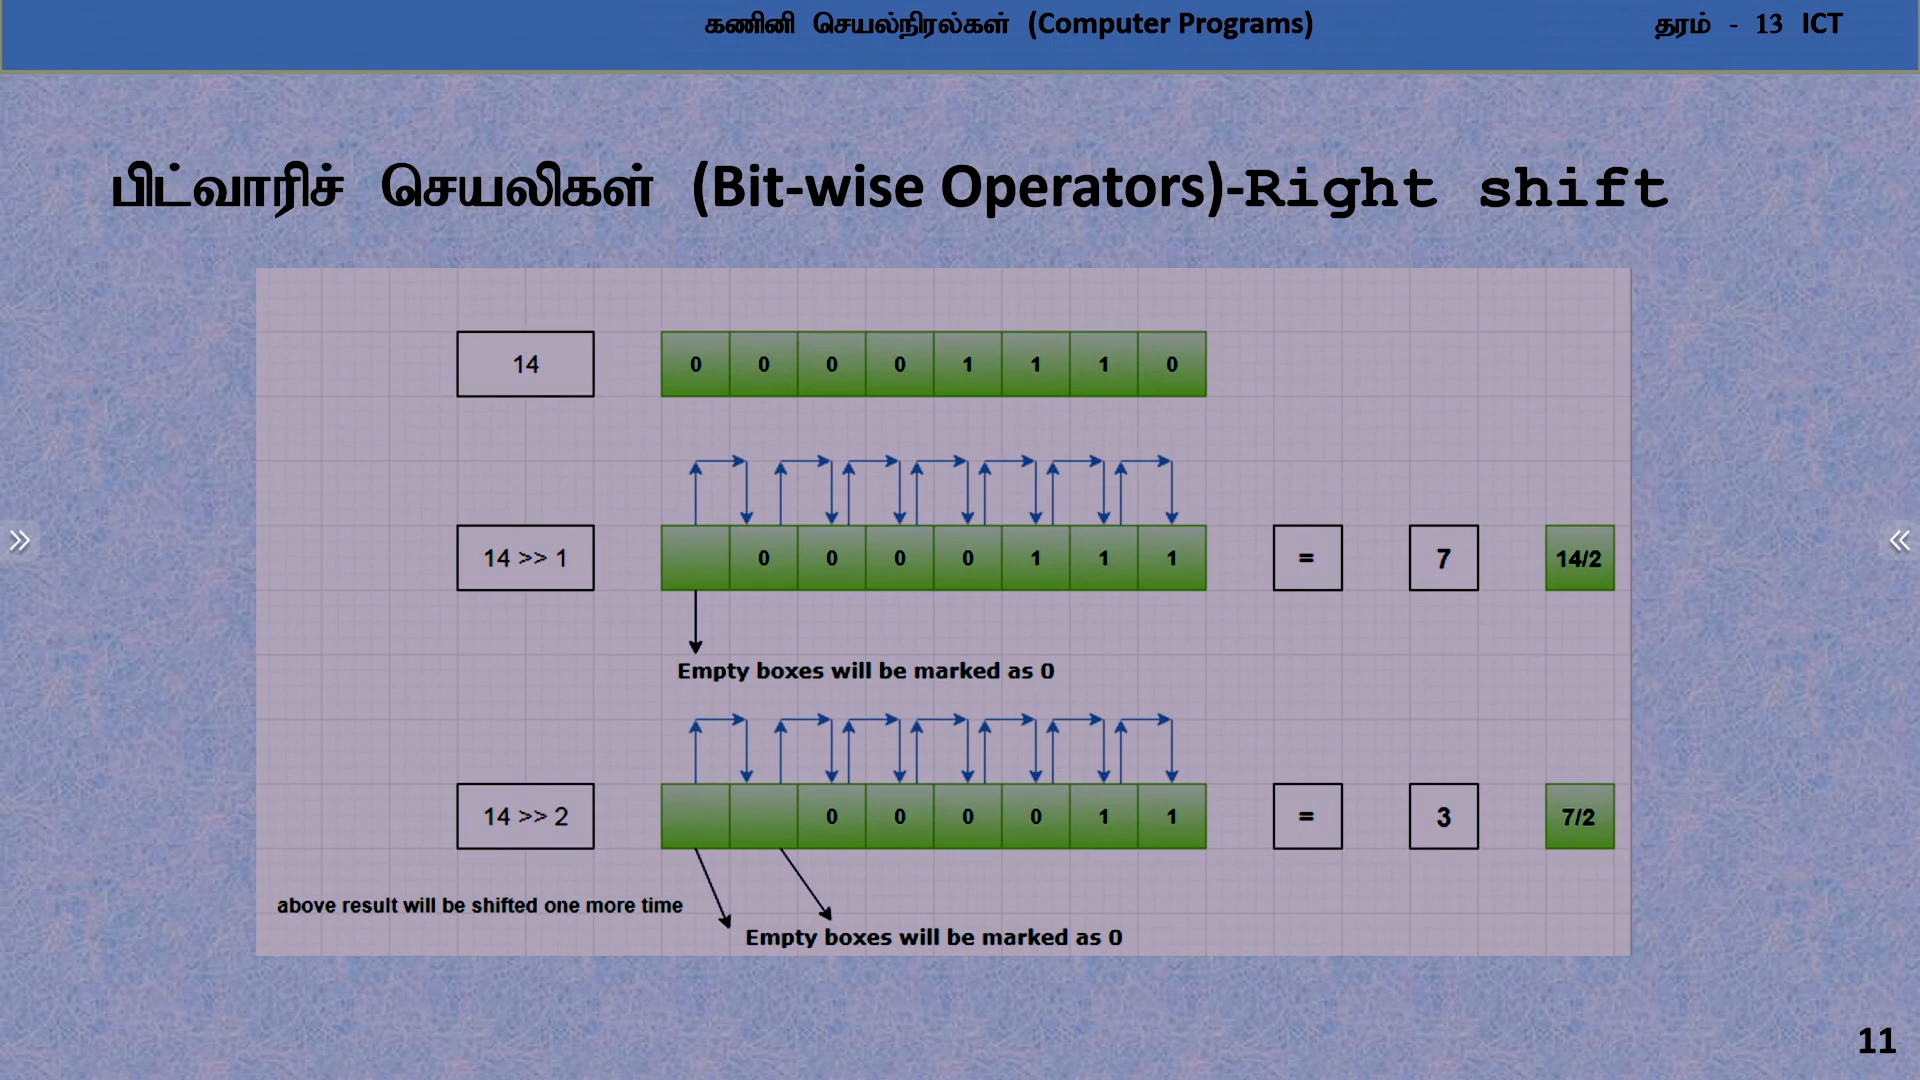 கணினி செயல்நிரல்கள் (Computer Programs) தரம் - 13 ICT
பிட்வாரிச் செயலிகள் (Bit-wise Operators)-Right shift
14 0 0 0 0 1 1 1 0
14 >> 1 0 0 0 0 1 1 1 = 7 14/2
Empty boxes will be marked as 0
14 >> 2 0 0 0 0 1 1 = 3 7/2
above result will be shifted one more time
Empty boxes will be marked as 0
11